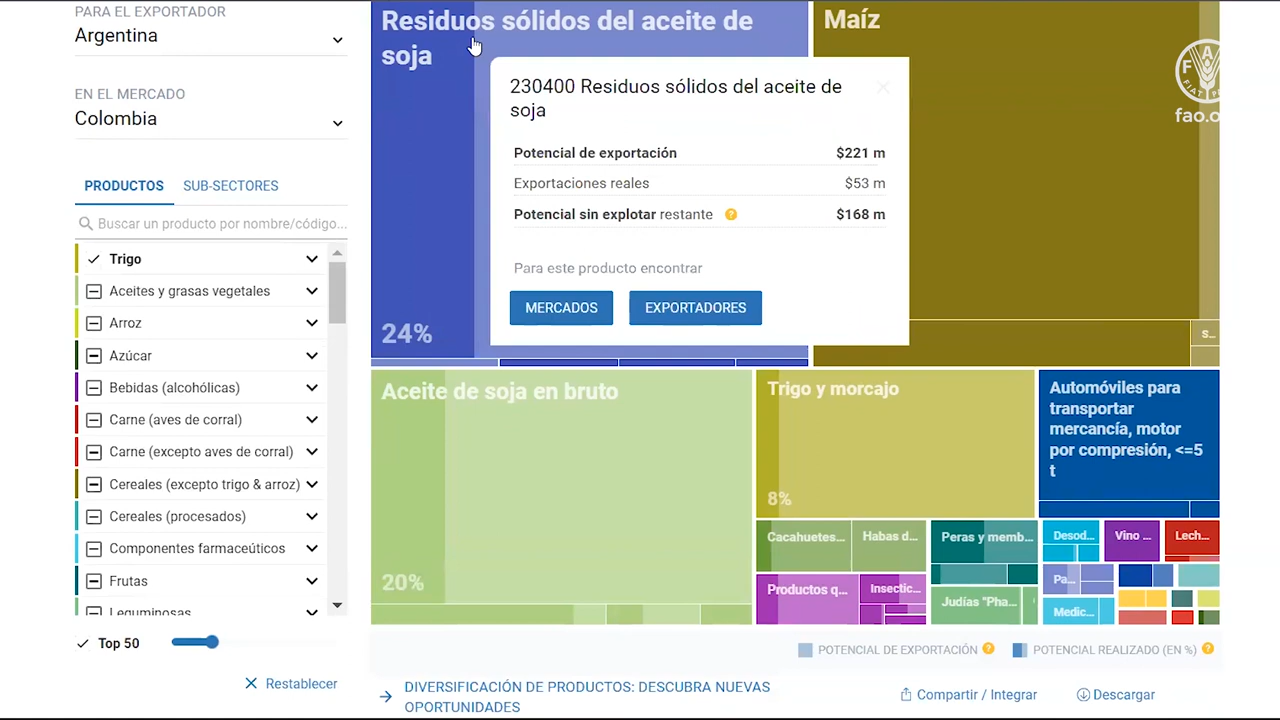 PARA EL EXPORTADOR
Argentina
EN EL MERCADO
Colombia
PRODUCTOS
SUB-SECTORES
Buscar un producto por nombre/código...
Trigo
Aceites y grasas vegetales
Arroz
Azúcar
Bebidas (alcohólicas)
Carne (aves de corral)
Carne (excepto aves de corral)
Cereales (excepto trigo & arroz)
Cereales (procesados)
Componentes farmaceúticos
Frutas
Leguminosas
Top 50
Restablecer
Residuos sólidos del aceite de
soja
24%
Maíz
s...
230400 Residuos sólidos del aceite de
soja
Potencial de exportación $221 m
Exportaciones reales $53 m
Potencial sin explotar restante ? $168 m
Para este producto encontrar
MERCADOS
EXPORTADORES
Aceite de soja en bruto
20%
Trigo y morcajo
8%
Automóviles para
transportar
mercancía, motor
por compresión, <=5
t
Cacahuetes...
Habas d...
Peras y memb...
Desod...
Vino ...
Lech...
Productos q...
Insectic...
Judías "Pha...
Pa...
Medic...
POTENCIAL DE EXPORTACIÓN ?
POTENCIAL REALIZADO (EN %) ?
DIVERSIFICACIÓN DE PRODUCTOS: DESCUBRA NUEVAS
OPORTUNIDADES
Compartir / Integrar
Descargar
F A
FIAT
fao.o